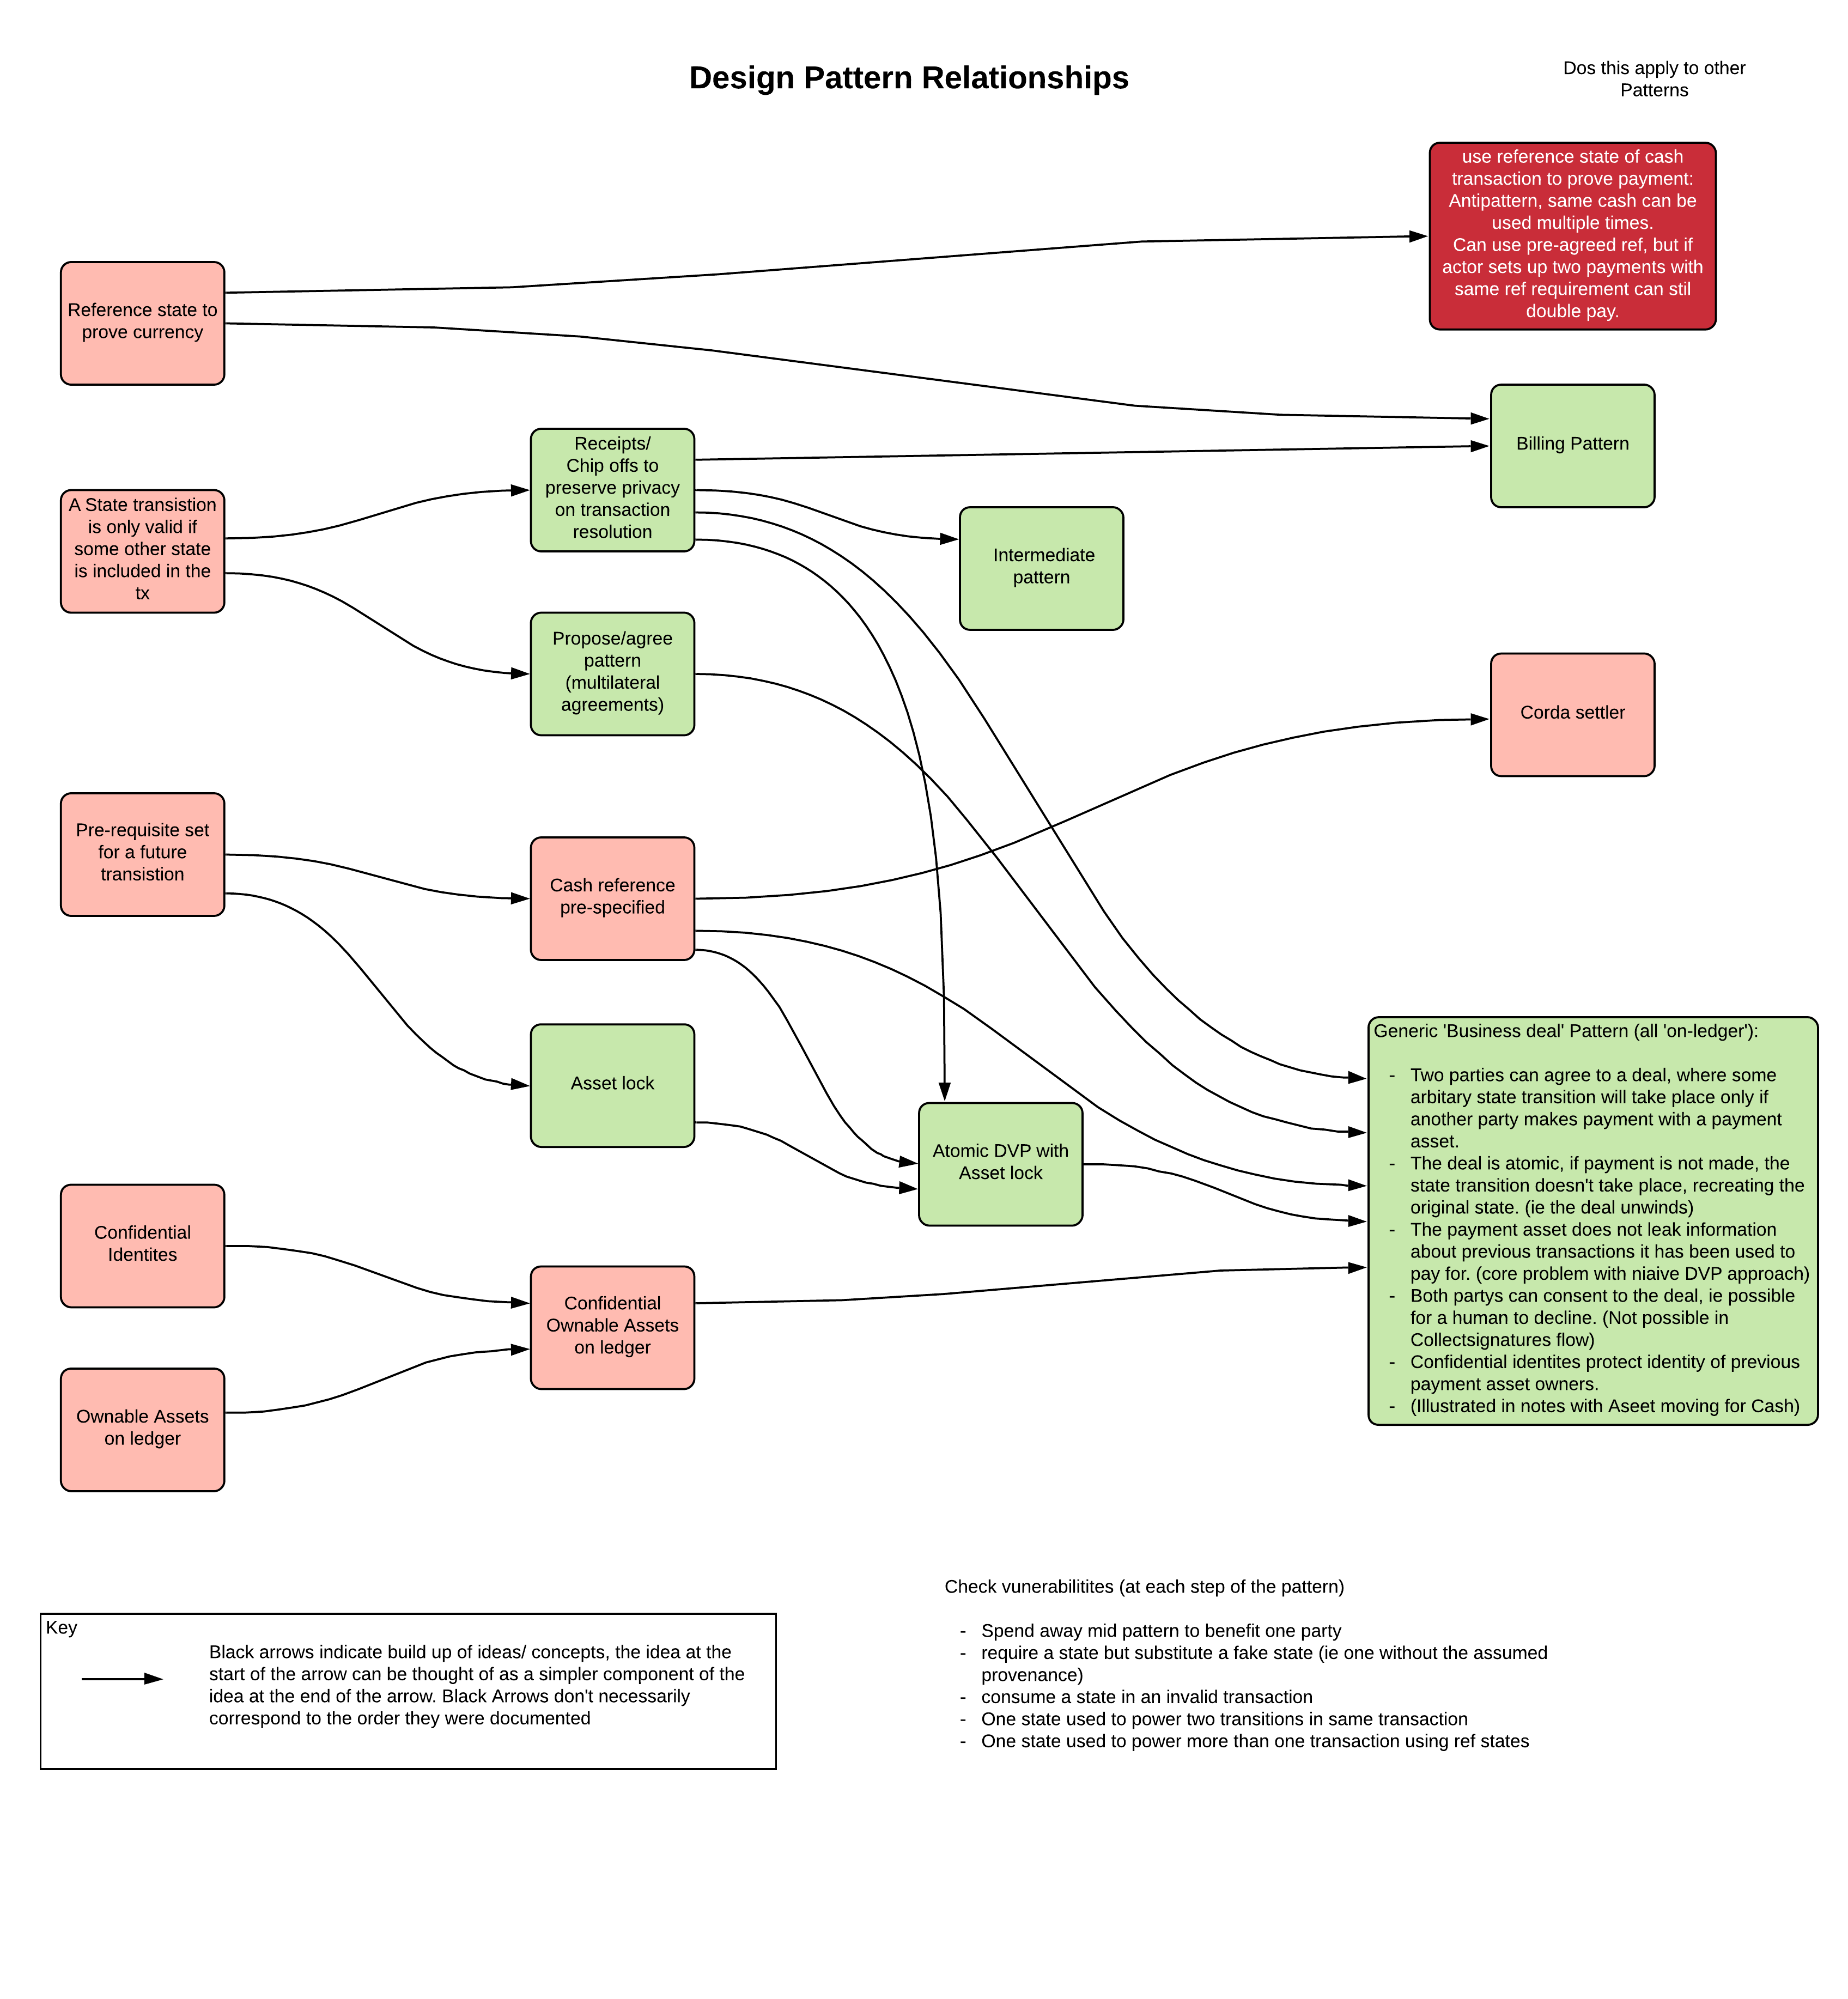 Design Pattern Relationships
Dos this apply to other
Patterns
use reference state of cash
transaction to prove payment:
Antipattern, same cash can be
used multiple times.
Can use pre-agreed ref, but if
actor sets up two payments with
same ref requirement can stil
double pay.
Reference state to
prove currency
Billing Pattern
Receipts/
Chip offs to
preserve privacy
on transaction
resolution
A State transistion
is only valid if
some other state
is included in the
tx
Intermediate
pattern
Propose/agree
pattern
(multilateral
agreements)
Corda settler
Pre-requisite set
for a future
transistion
Cash reference
pre-specified
Asset lock
Atomic DVP with
Asset lock
Generic 'Business deal' Pattern (all 'on-ledger'):
- Two parties can agree to a deal, where some
arbitary state transition will take place only if
another party makes payment with a payment
asset.
- The deal is atomic, if payment is not made, the
state transition doesn't take place, recreating the
original state. (ie the deal unwinds)
- The payment asset does not leak information
about previous transactions it has been used to
pay for. (core problem with niaive DVP approach)
- Both partys can consent to the deal, ie possible
for a human to decline. (Not possible in
Collectsignatures flow)
- Confidential identites protect identity of previous
payment asset owners.
- (Illustrated in notes with Aseet moving for Cash)
Confidential
Identites
Confidential
Ownable Assets
on ledger
Ownable Assets
on ledger
Key
Black arrows indicate build up of ideas/ concepts, the idea at the
start of the arrow can be thought of as a simpler component of the
idea at the end of the arrow. Black Arrows don't necessarily
correspond to the order they were documented
Check vunerabilitites (at each step of the pattern)
- Spend away mid pattern to benefit one party
- require a state but substitute a fake state (ie one without the assumed
provenance)
- consume a state in an invalid transaction
- One state used to power two transitions in same transaction
- One state used to power more than one transaction using ref states